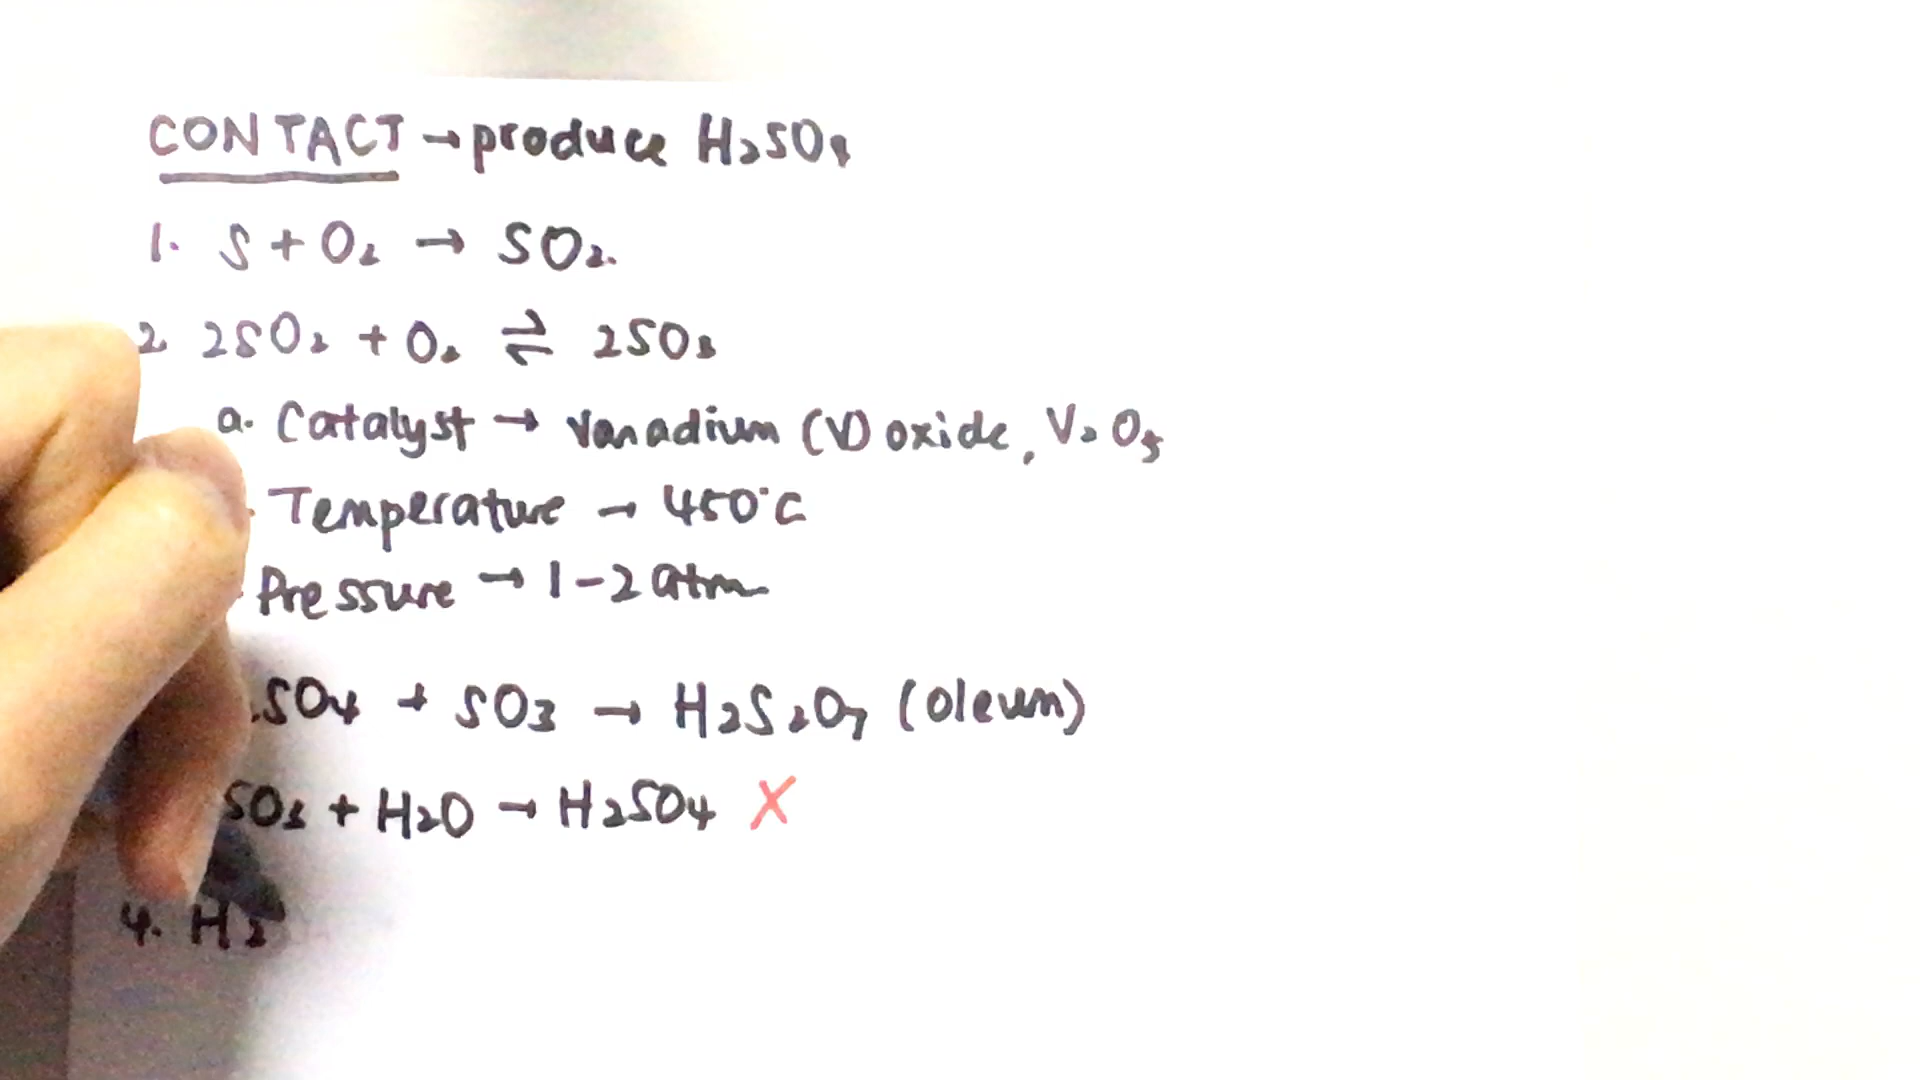 CONTACT → produce H2SO4
1. S + O2 → SO2.
2. 2SO2 + O2 ⇌ 2SO3
a. Catalyst → Vanadium (V) oxide, V2O5
. Temperature → 450°C
. Pressure → 1-2 atm
SO4 + SO3 → H2S2O7 (Oleum)
SO3 + H2O → H2SO4 X
4. H2